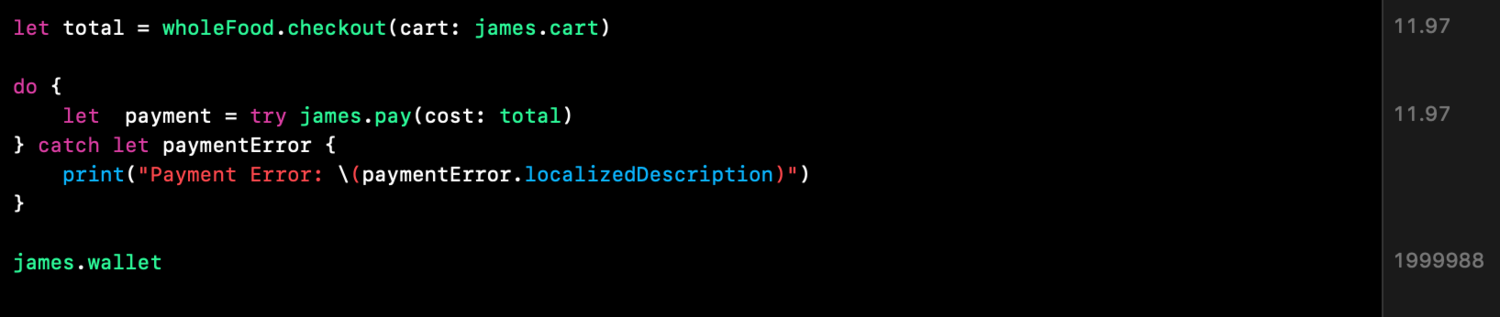 let total = wholeFood.checkout(cart: james.cart) 11.97
do {
let  payment = try james.pay(cost: total) 11.97
} catch let paymentError {
print("Payment Error: \(paymentError.localizedDescription)")
}
james.wallet 1999988